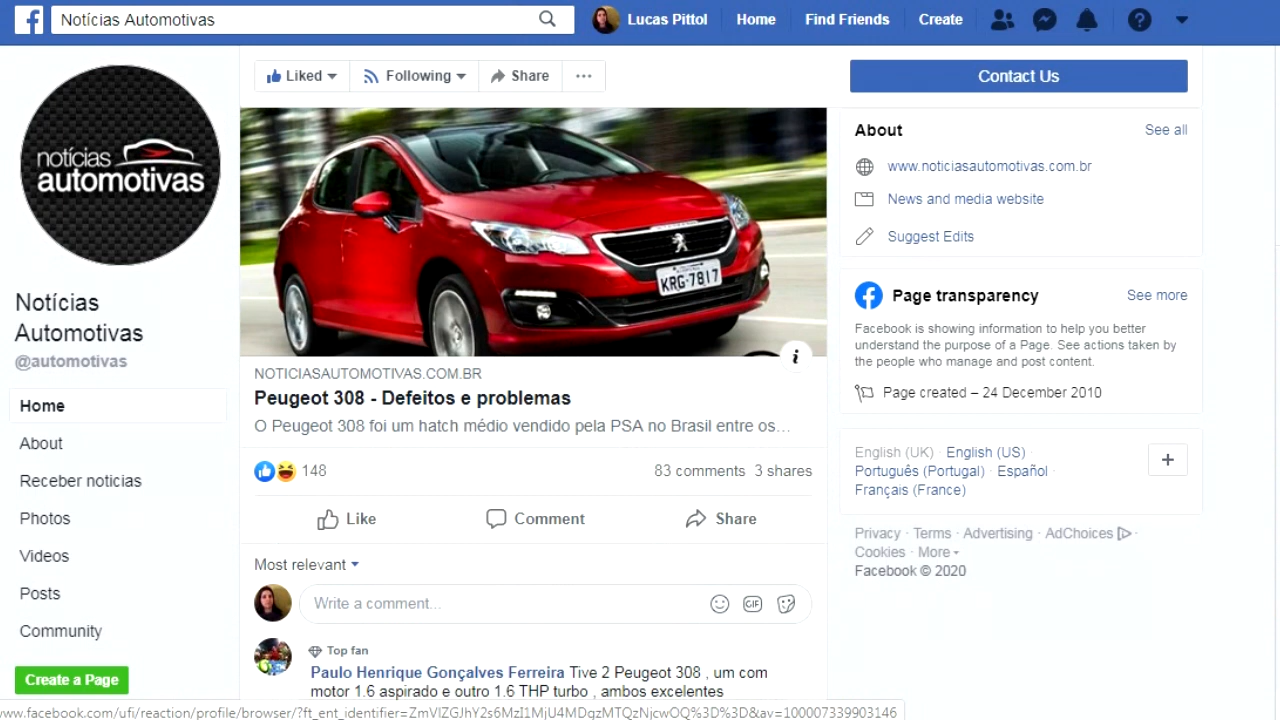 Notícias Automotivas
Lucas Pittol
Home
Find Friends
Create
notícias
automotivas
Notícias
Automotivas
@automotivas
Home
About
Receber noticias
Photos
Videos
Posts
Community
Create a Page
Liked
Following
Share
KRG-7817
NOTICIASAUTOMOTIVAS.COM.BR
Peugeot 308 - Defeitos e problemas
O Peugeot 308 foi um hatch médio vendido pela PSA no Brasil entre os...
148
83 comments 3 shares
Like
Comment
Share
Most relevant
Write a comment...
GIF
Top fan
Paulo Henrique Gonçalves Ferreira Tive 2 Peugeot 308 , um com
motor 1.6 aspirado e outro 1.6 THP turbo , ambos excelentes
Contact Us
About
See all
www.noticiasautomotivas.com.br
News and media website
Suggest Edits
Page transparency
See more
Facebook is showing information to help you better
understand the purpose of a Page. See actions taken by
the people who manage and post content.
Page created – 24 December 2010
English (UK) · English (US) ·
Português (Portugal) · Español ·
Français (France)
Privacy · Terms · Advertising · AdChoices ·
Cookies · More
Facebook © 2020
www.facebook.com/ufi/reaction/profile/browser/?ft_ent_identifier=ZmVlZGJhY2s6MzI1MjU4MDgzMTQzNjcwOQ%3D%3D&av=100007339903146